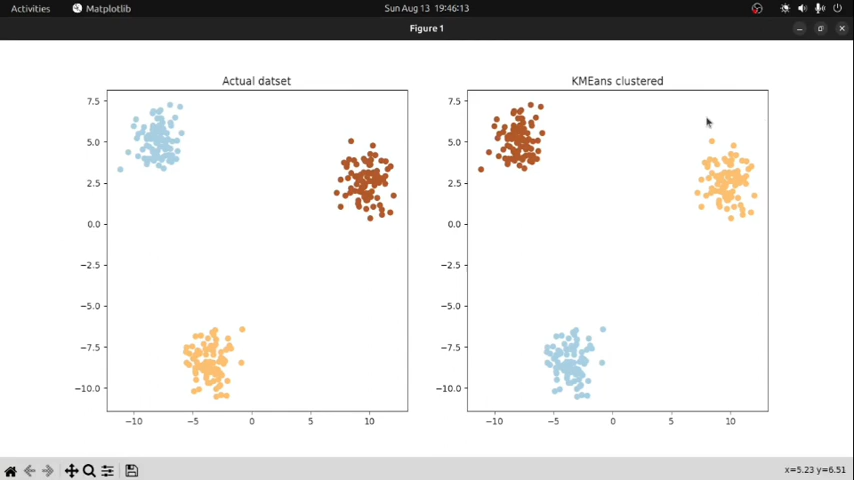 Activities Matplotlib Sun Aug 13 19:46:13
Figure 1
Actual datset
7.5
5.0
2.5
0.0
−2.5
−5.0
−7.5
−10.0
−10 −5 0 5 10
KMEans clustered
7.5
5.0
2.5
0.0
−2.5
−5.0
−7.5
−10.0
−10 −5 0 5 10
x=5.23 y=6.51